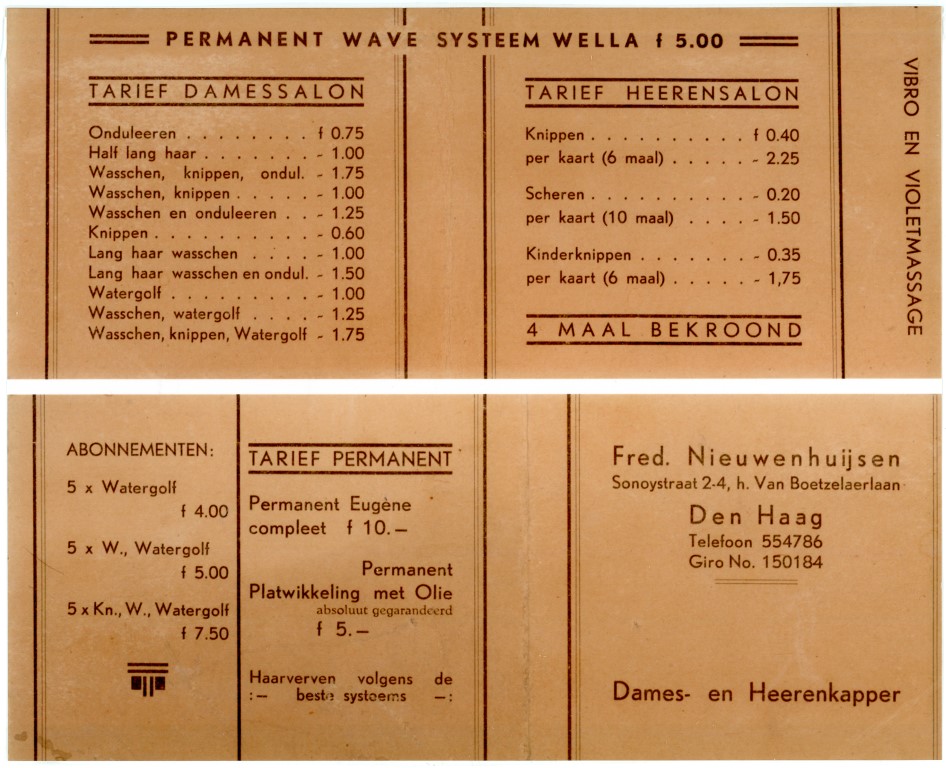 PERMANENT WAVE SYSTEEM WELLA f 5.00
TARIEF DAMESSALON
Onduleeren . . . . . . . . f 0.75
Half lang haar . . . . . . . - 1.00
Wasschen, knippen, ondul. - 1.75
Wasschen, knippen . . . . . - 1.00
Wasschen en onduleeren . . - 1.25
Knippen . . . . . . . . . . - 0.60
Lang haar wasschen . . . . - 1.00
Lang haar wasschen en ondul. - 1.50
Watergolf . . . . . . . . . - 1.00
Wasschen, watergolf . . . . - 1.25
Wasschen, knippen, Watergolf - 1.75
TARIEF HEERENSALON
Knippen . . . . . . . . . . f 0.40
per kaart (6 maal) . . . . . - 2.25
Scheren . . . . . . . . . . - 0.20
per kaart (10 maal) . . . . - 1.50
Kinderknippen . . . . . . . - 0.35
per kaart (6 maal) . . . . . - 1,75
4 MAAL BEKROOND
VIBRO EN VIOLETMASSAGE
ABONNEMENTEN:
5 x Watergolf
f 4.00
5 x W., Watergolf
f 5.00
5 x Kn., W., Watergolf
f 7.50
TARIEF PERMANENT
Permanent Eugène
compleet f 10.—
Permanent
Platwikkeling met Olie
absoluut gegarandeerd
f 5.—
Haarverven volgens de
:— beste systeems —:
Fred. Nieuwenhuijsen
Sonoystraat 2-4, h. Van Boetzelaerlaan
Den Haag
Telefoon 554786
Giro No. 150184
Dames- en Heerenkapper